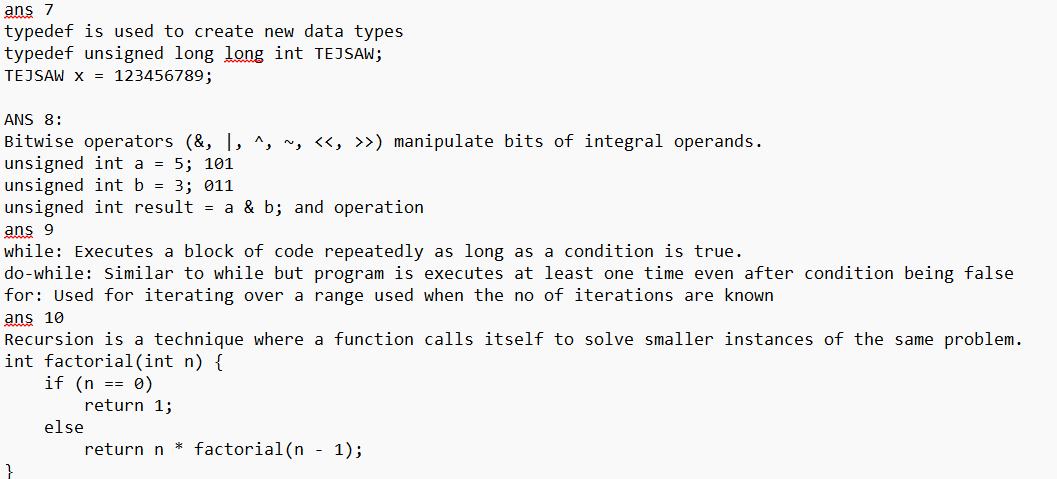 ans 7
typedef is used to create new data types
typedef unsigned long long int TEJSAW;
TEJSAW x = 123456789;

ANS 8:
Bitwise operators (&, |, ^, ~, <<, >>) manipulate bits of integral operands.
unsigned int a = 5; 101
unsigned int b = 3; 011
unsigned int result = a & b; and operation
ans 9
while: Executes a block of code repeatedly as long as a condition is true.
do-while: Similar to while but program is executes at least one time even after condition being false
for: Used for iterating over a range used when the no of iterations are known
ans 10
Recursion is a technique where a function calls itself to solve smaller instances of the same problem.
int factorial(int n) {
    if (n == 0)
        return 1;
    else
        return n * factorial(n - 1);
}